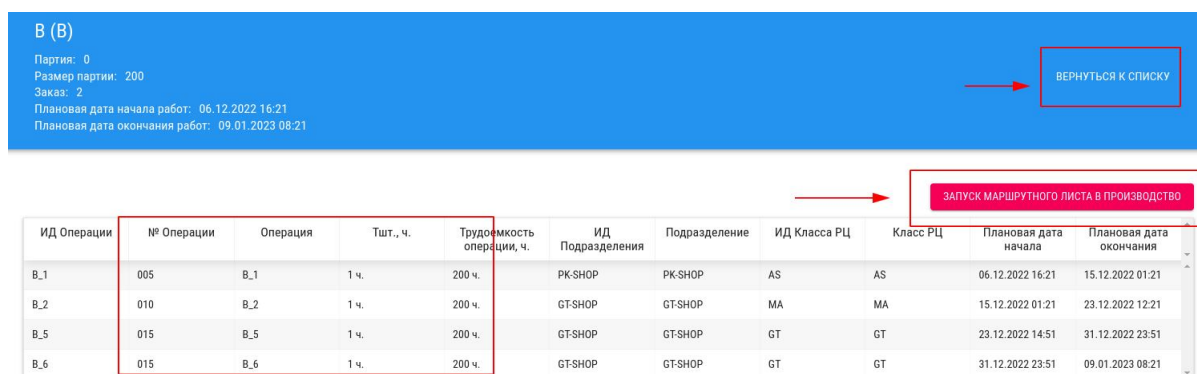 B (B)
Партия: 0
Размер партии: 200
Заказ: 2
Плановая дата начала работ: 06.12.2022 16:21
Плановая дата окончания работ: 09.01.2023 08:21
ВЕРНУТЬСЯ К СПИСКУ
ЗАПУСК МАРШРУТНОГО ЛИСТА В ПРОИЗВОДСТВО
ИД Операции № Операции Операция Тшт., ч. Трудоемкость операции, ч. ИД Подразделения Подразделение ИД Класса РЦ Класс РЦ Плановая дата начала Плановая дата окончания
B_1 005 B_1 1 ч. 200 ч. PK-SHOP PK-SHOP AS AS 06.12.2022 16:21 15.12.2022 01:21
B_2 010 B_2 1 ч. 200 ч. GT-SHOP GT-SHOP MA MA 15.12.2022 01:21 23.12.2022 12:21
B_5 015 B_5 1 ч. 200 ч. GT-SHOP GT-SHOP GT GT 23.12.2022 14:51 31.12.2022 23:51
B_6 015 B_6 1 ч. 200 ч. GT-SHOP GT-SHOP GT GT 31.12.2022 23:51 09.01.2023 08:21